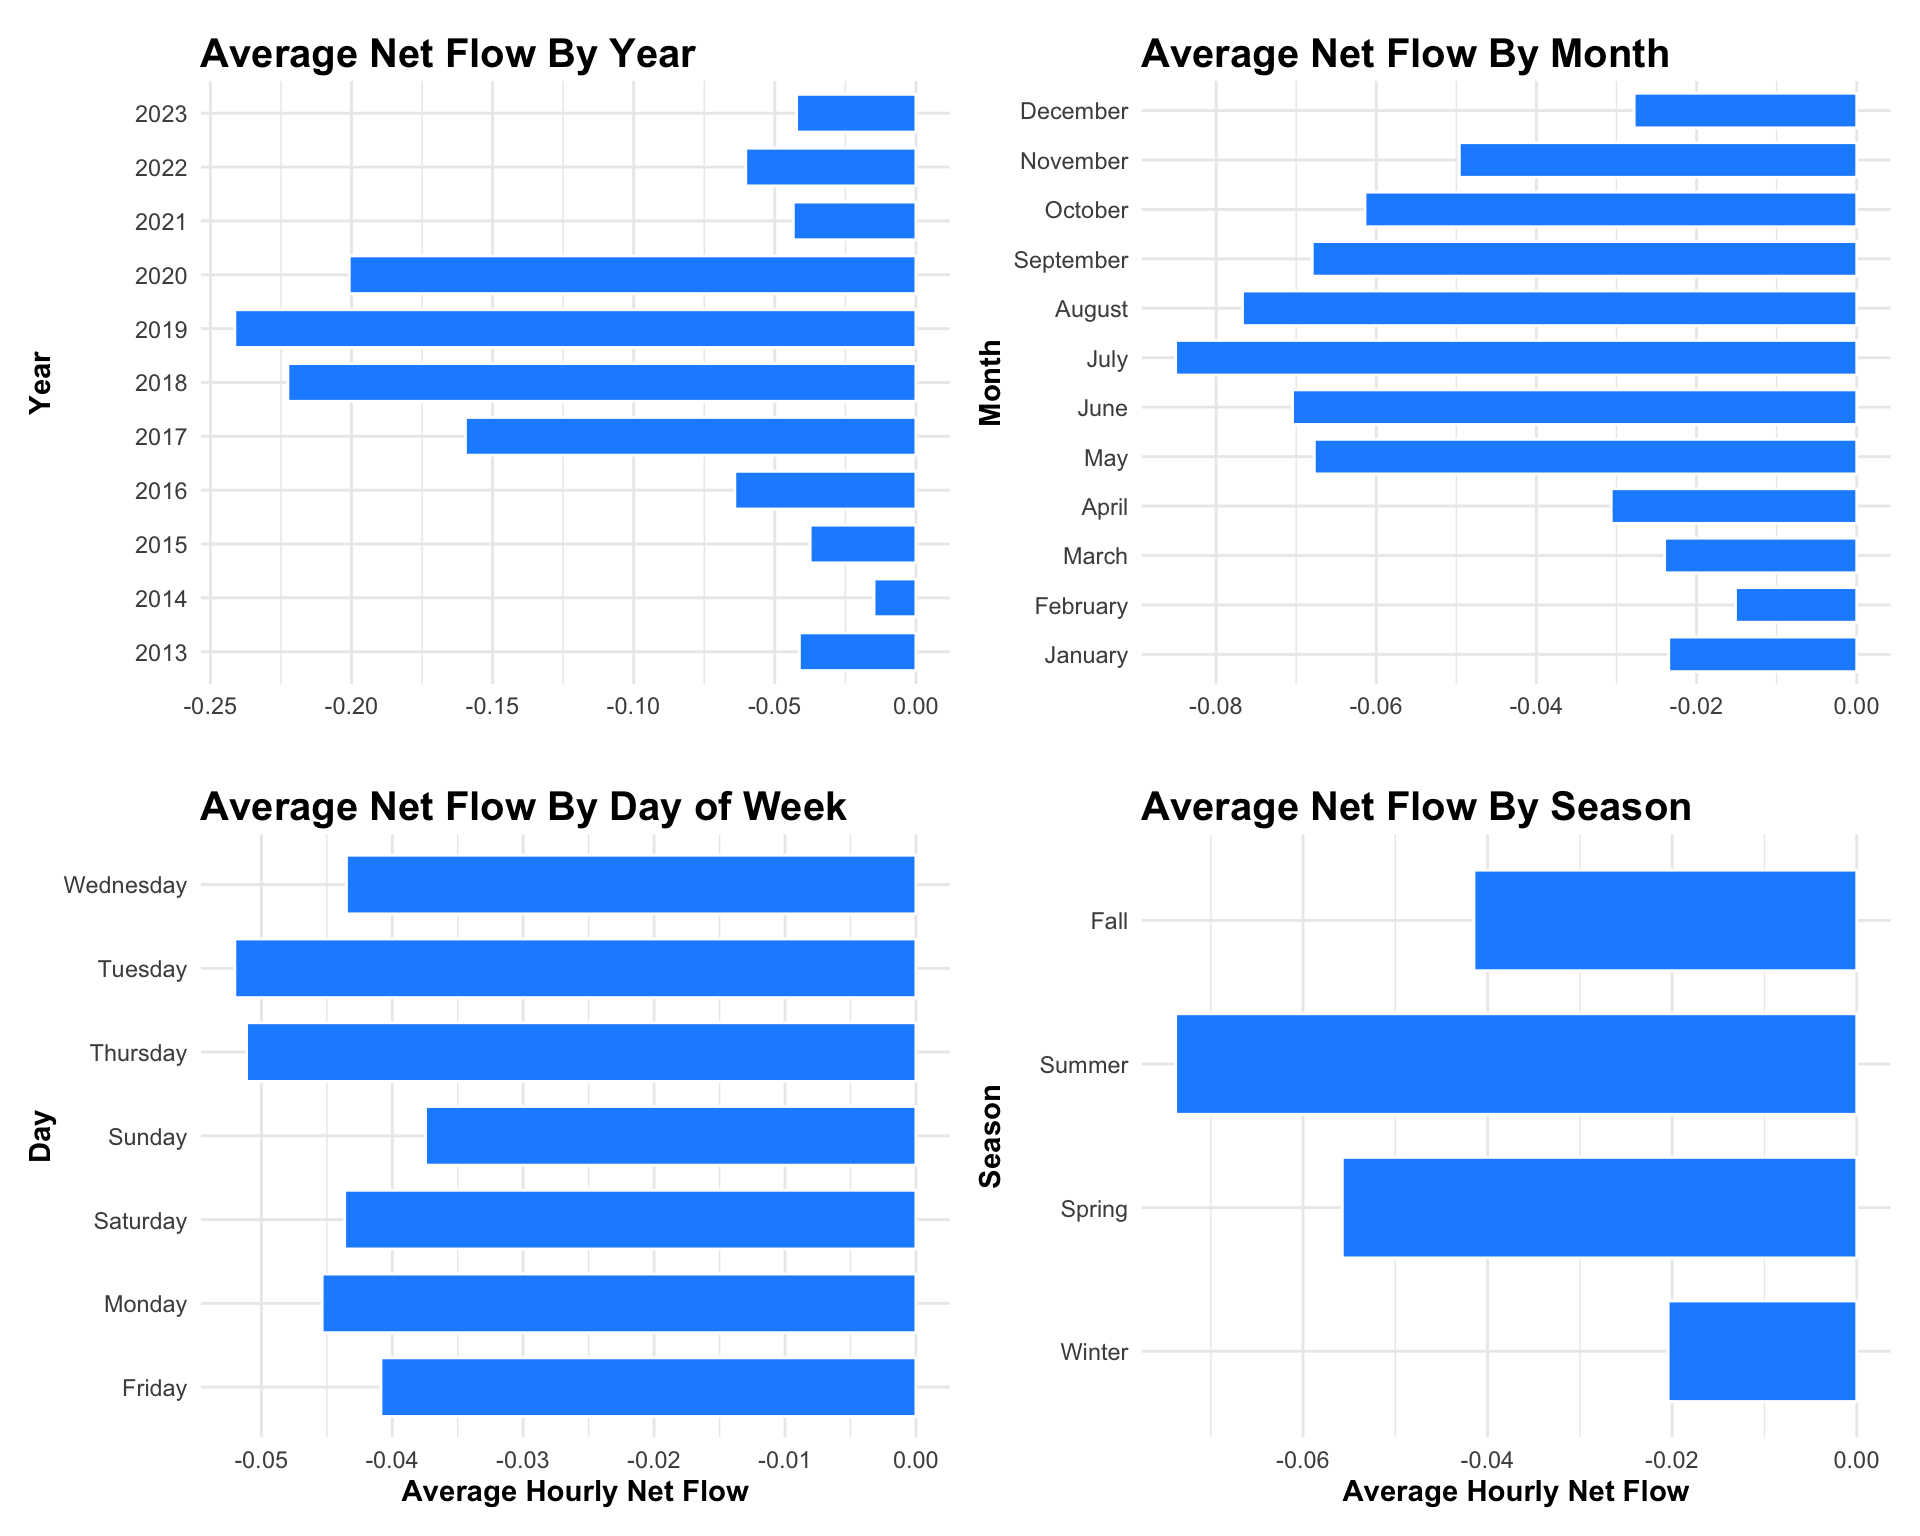 Average Net Flow By Year
2023
2022
2021
2020
2019
2018
2017
2016
2015
2014
2013
Year
-0.25 -0.20 -0.15 -0.10 -0.05 0.00
Average Net Flow By Month
December
November
October
September
August
July
June
May
April
March
February
January
Month
-0.08 -0.06 -0.04 -0.02 0.00
Average Net Flow By Day of Week
Wednesday
Tuesday
Thursday
Sunday
Saturday
Monday
Friday
Day
-0.05 -0.04 -0.03 -0.02 -0.01 0.00
Average Hourly Net Flow
Average Net Flow By Season
Fall
Summer
Spring
Winter
Season
-0.06 -0.04 -0.02 0.00
Average Hourly Net Flow